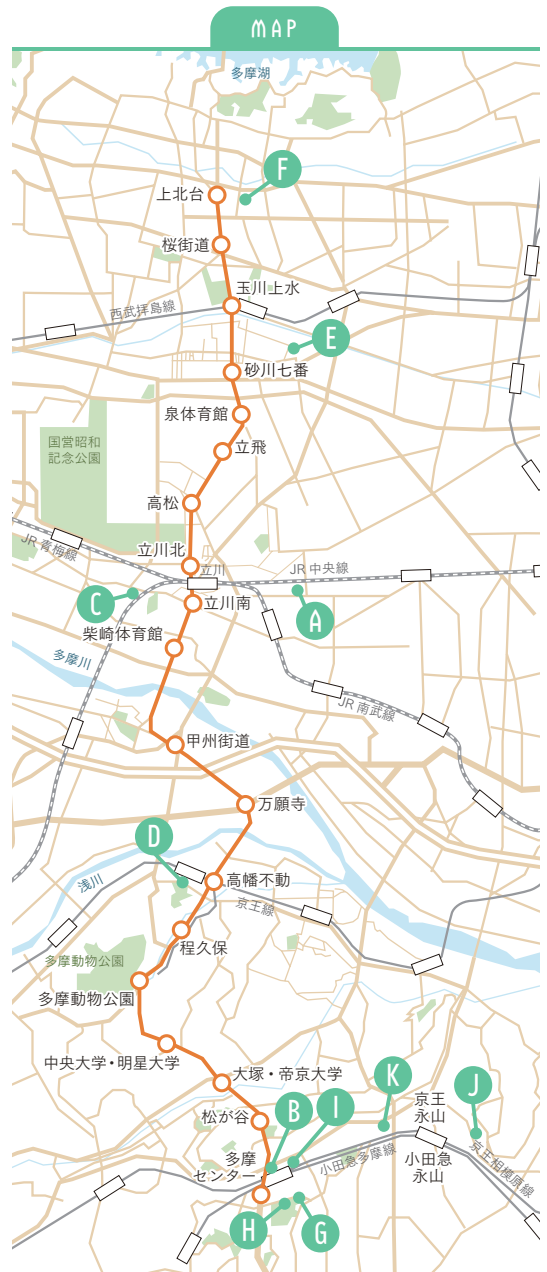 MAP
多摩湖
F
上北台
桜街道
玉川上水
西武拝島線
E
砂川七番
泉体育館
国営昭和
記念公園
立飛
高松
JR 青梅線
立川北
立川
JR 中央線
C
立川南
A
柴崎体育館
多摩川
JR 南武線
甲州街道
万願寺
D
浅川
高幡不動
京王線
程久保
多摩動物公園
多摩動物公園
中央大学・明星大学
大塚・帝京大学
K
J
松が谷
B
I
京王
永山
多摩
センター
小田急多摩線
小田急
永山
京王相模原線
H
G